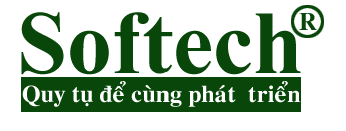 Softech®
Quy tụ để cùng phát triển